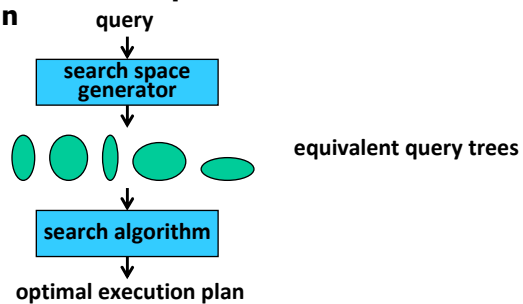 n
query
search space
generator
equivalent query trees
search algorithm
optimal execution plan